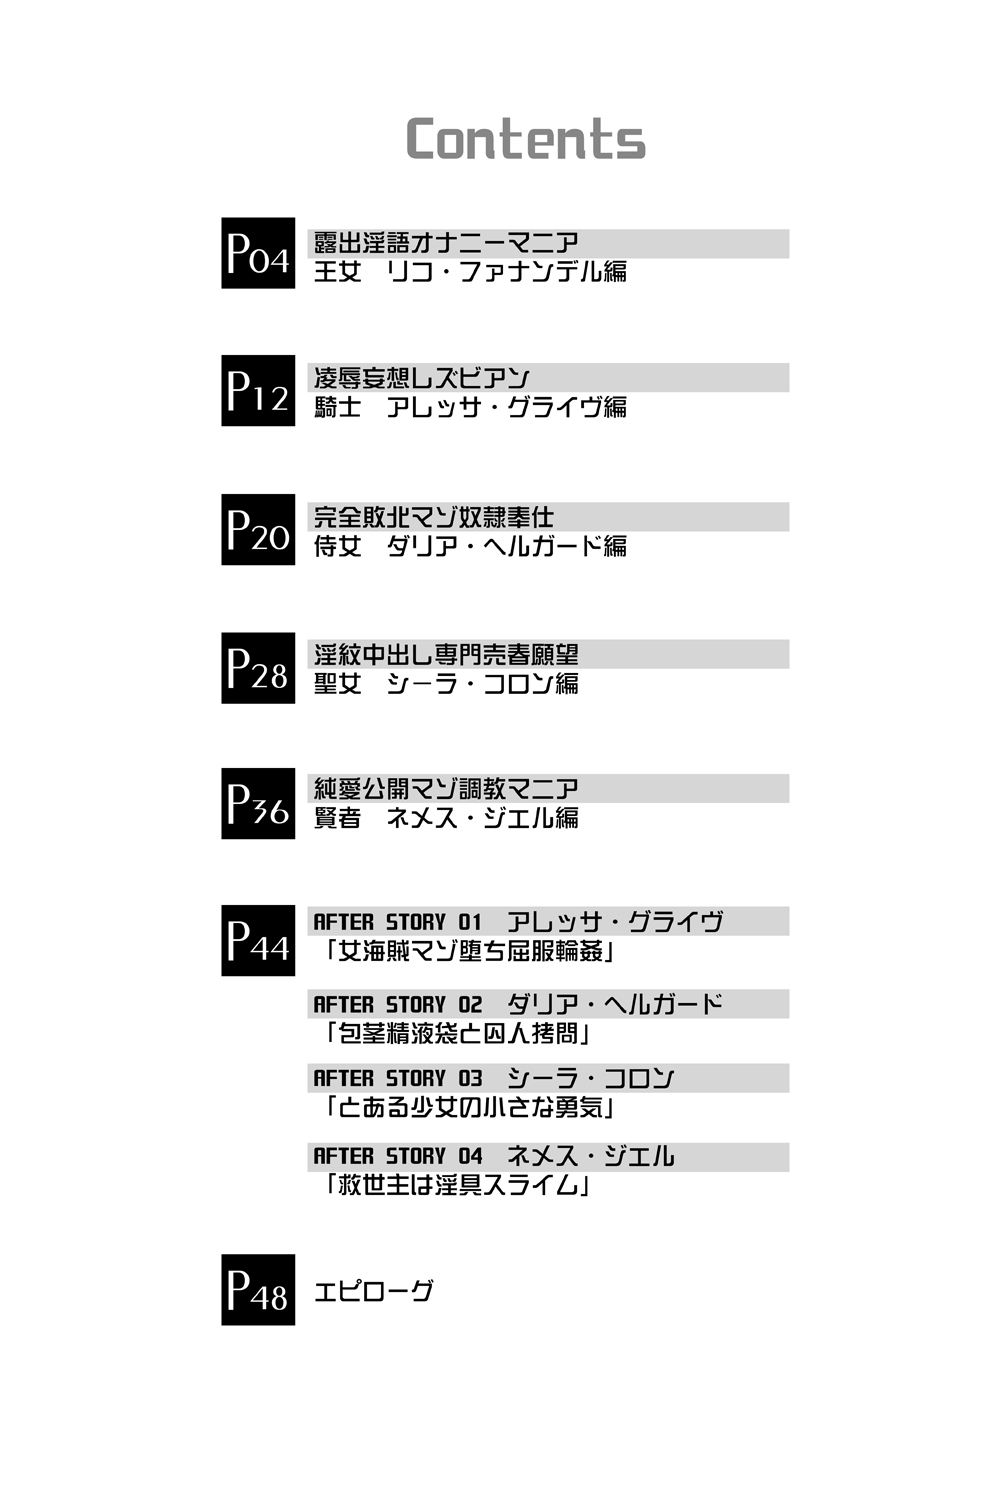 Contents
P04
露出淫語オナニーマニア
王女　リコ・ファナンデル編
P12
凌辱妄想レズビアン
騎士　アレッサ・グライヴ編
P20
完全敗北マゾ奴隷奉仕
侍女　ダリア・ヘルガード編
P28
淫紋中出し専門売春願望
聖女　シーラ・コロン編
P36
純愛公開マゾ調教マニア
賢者　ネメス・ジエル編
P44
AFTER STORY 01　アレッサ・グライヴ
「女海賊マゾ堕ち屈服輪姦」
AFTER STORY 02　ダリア・ヘルガード
「包茎精液袋と囚人拷問」
AFTER STORY 03　シーラ・コロン
「とある少女の小さな勇気」
AFTER STORY 04　ネメス・ジエル
「救世主は淫具スライム」
P48
エピローグ